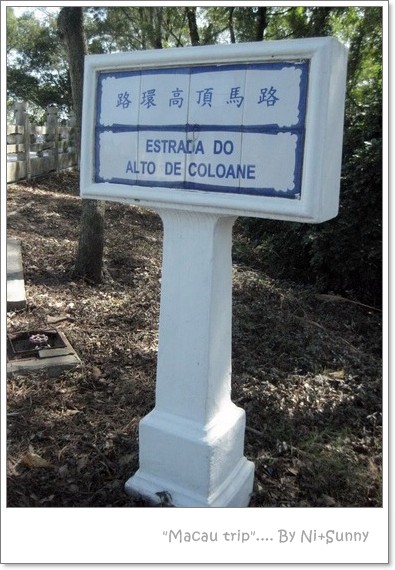 路環高頂馬路
ESTRADA DO
ALTO DE COLOANE
"Macau trip".... By Ni+Sunny